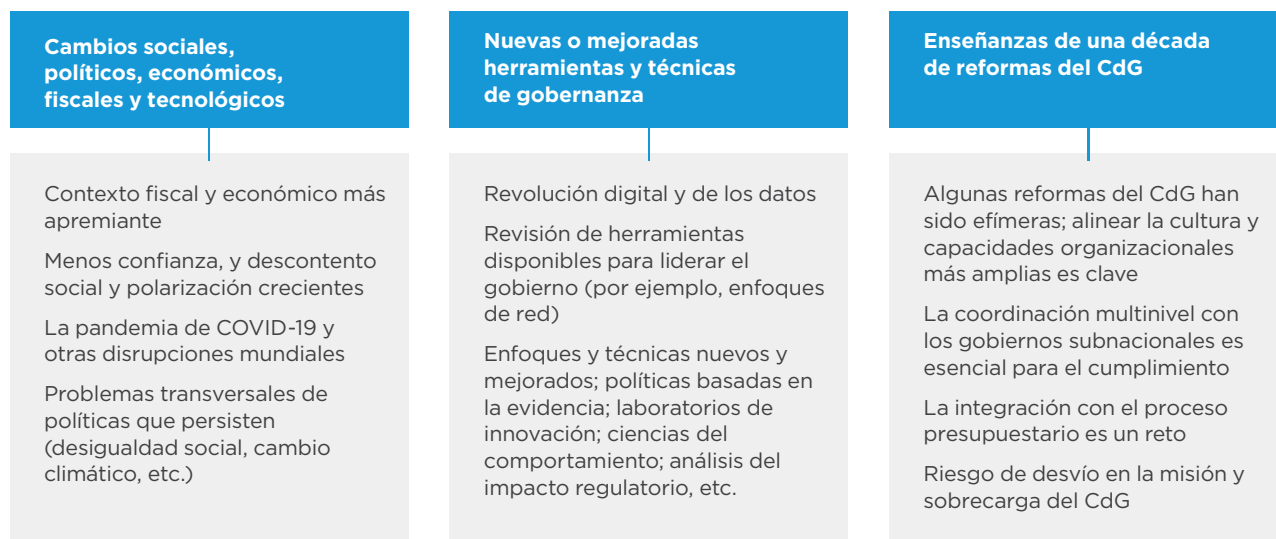 Cambios sociales,
políticos, económicos,
fiscales y tecnológicos
Contexto fiscal y económico más
apremiante
Menos confianza, y descontento
social y polarización crecientes
La pandemia de COVID-19 y
otras disrupciones mundiales
Problemas transversales de
políticas que persisten
(desigualdad social, cambio
climático, etc.)
Nuevas o mejoradas
herramientas y técnicas
de gobernanza
Revolución digital y de los datos
Revisión de herramientas
disponibles para liderar el
gobierno (por ejemplo, enfoques
de red)
Enfoques y técnicas nuevos y
mejorados; políticas basadas en
la evidencia; laboratorios de
innovación; ciencias del
comportamiento; análisis del
impacto regulatorio, etc.
Enseñanzas de una década
de reformas del CdG
Algunas reformas del CdG han
sido efímeras; alinear la cultura y
capacidades organizacionales
más amplias es clave
La coordinación multinivel con
los gobiernos subnacionales es
esencial para el cumplimiento
La integración con el proceso
presupuestario es un reto
Riesgo de desvío en la misión y
sobrecarga del CdG